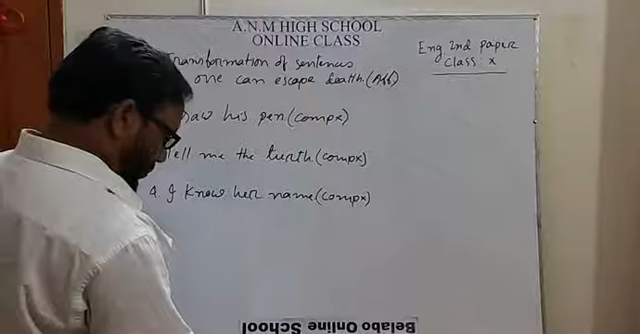 A.N.M HIGH SCHOOL
ONLINE CLASS
Eng 2nd paper
Class: x
Transformation of sentences
one can escape death. (Aff)
saw his pen (compx)
Tell me the truth (compx)
4. I know her name (compx)
Belabo Online School